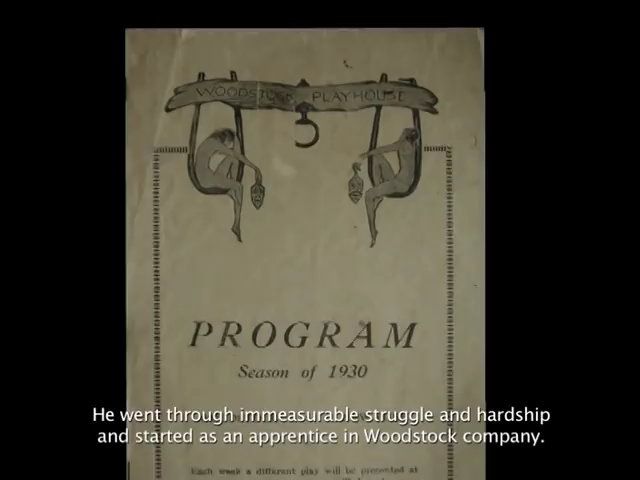 WOODSTOCK PLAYHOUSE
PROGRAM
Season of 1930
He went through immeasurable struggle and hardship
and started as an apprentice in Woodstock company.
Each week a different play will be presented at